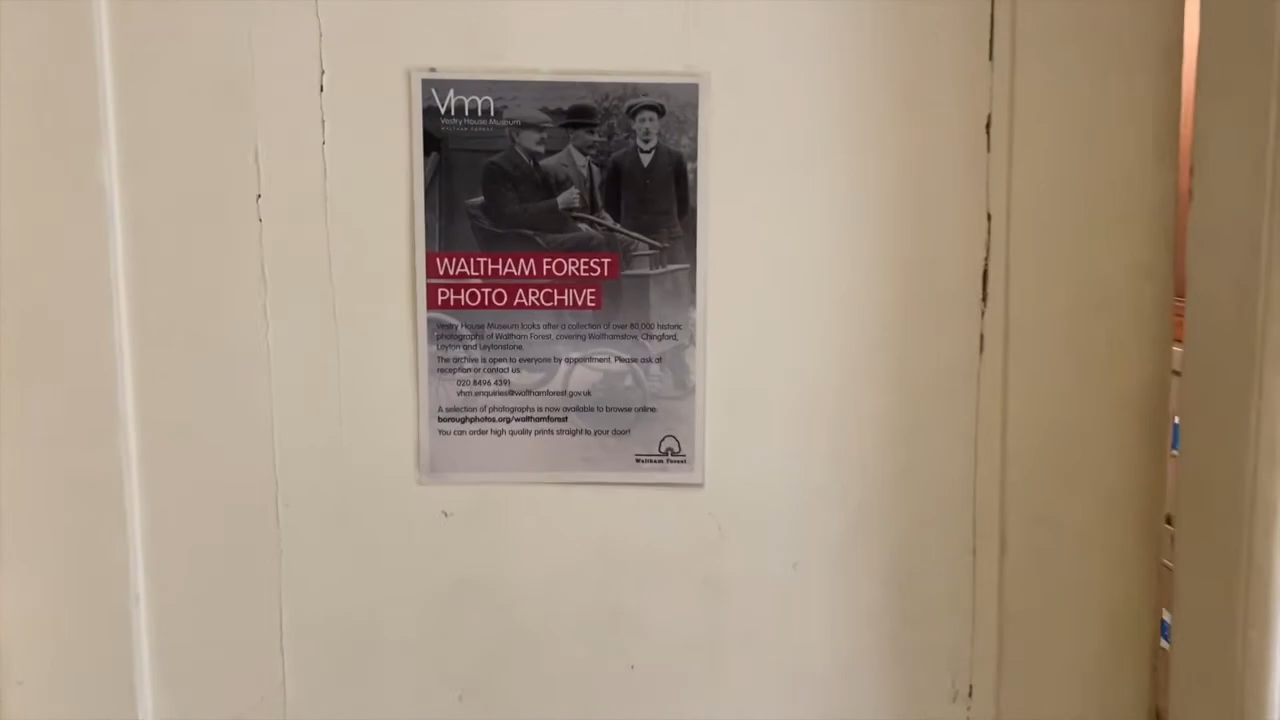 Vhm
Vestry House Museum
WALTHAM FOREST
WALTHAM FOREST
PHOTO ARCHIVE
Vestry House Museum looks after a collection of over 80,000 historic
photographs of Waltham Forest, covering Walthamstow, Chingford,
Leyton and Leytonstone.
The archive is open to everyone by appointment. Please ask at
reception or contact us:
020 8496 4391
vhm.enquiries@walthamforest.gov.uk
A selection of photographs is now available to browse online:
boroughphotos.org/walthamforest
You can order high quality prints straight to your door!
Waltham Forest